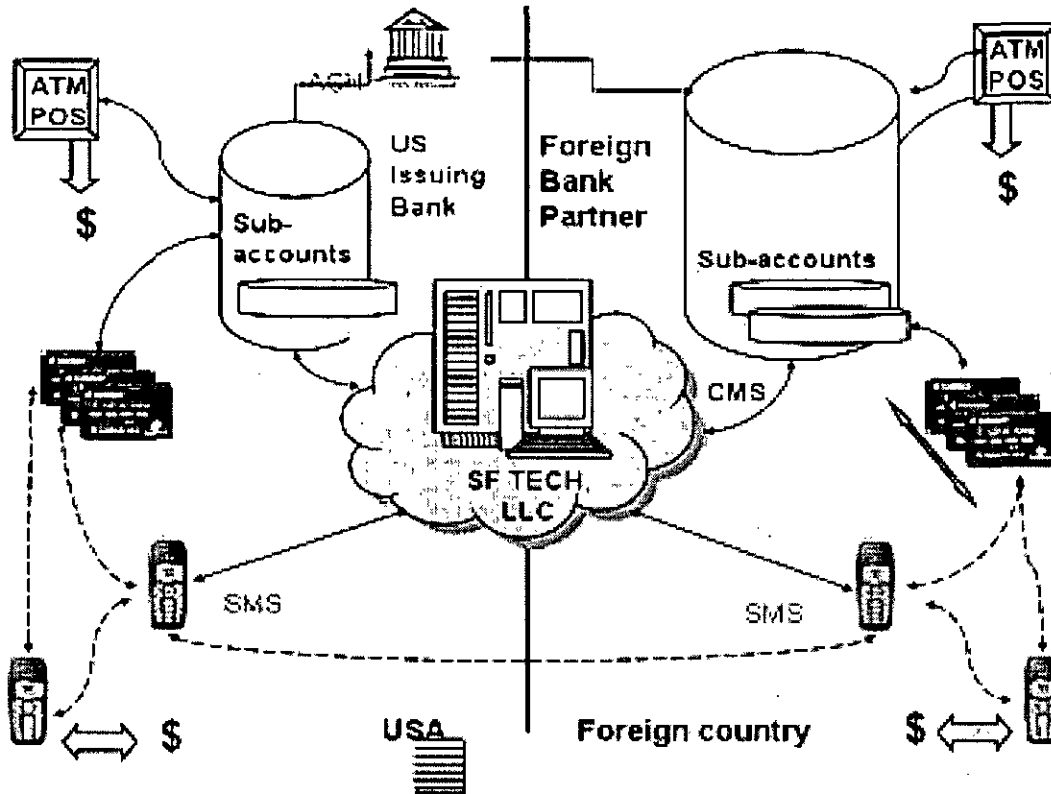 ATM
POS
$
ACH
US
Issuing
Bank
Sub-
accounts
Foreign
Bank
Partner
Sub-accounts
ATM
POS
$
CMS
SF TECH
LLC
SMS
SMS
$
USA
Foreign country
$